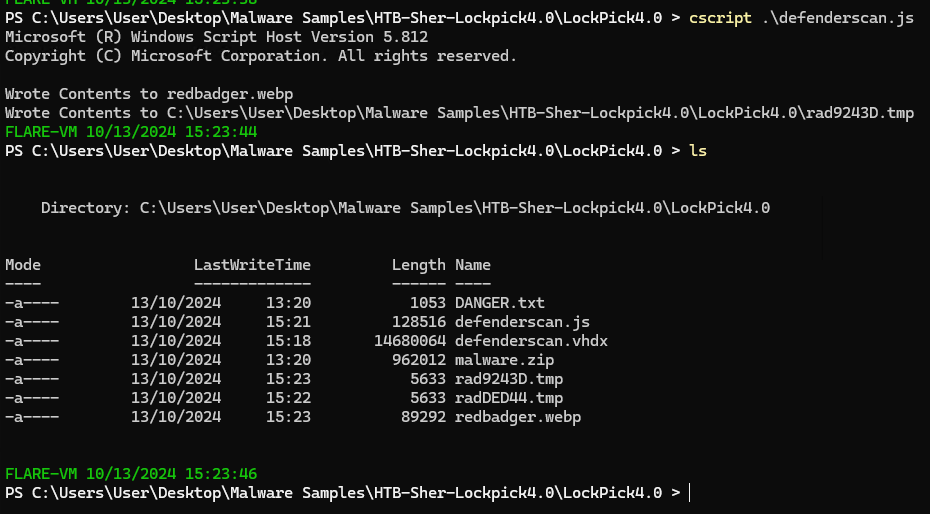 PS C:\Users\User\Desktop\Malware Samples\HTB-Sher-Lockpick4.0\LockPick4.0 > cscript .\defenderscan.js
Microsoft (R) Windows Script Host Version 5.812
Copyright (C) Microsoft Corporation. All rights reserved.
Wrote Contents to redbadger.webp
Wrote Contents to C:\Users\User\Desktop\Malware Samples\HTB-Sher-Lockpick4.0\LockPick4.0\rad9243D.tmp
FLARE-VM 10/13/2024 15:23:44
PS C:\Users\User\Desktop\Malware Samples\HTB-Sher-Lockpick4.0\LockPick4.0 > ls
Directory: C:\Users\User\Desktop\Malware Samples\HTB-Sher-Lockpick4.0\LockPick4.0
Mode LastWriteTime Length Name
---- ------------- ------ ----
-a---- 13/10/2024 13:20 1053 DANGER.txt
-a---- 13/10/2024 15:21 128516 defenderscan.js
-a---- 13/10/2024 15:18 14680064 defenderscan.vhdx
-a---- 13/10/2024 13:20 962012 malware.zip
-a---- 13/10/2024 15:23 5633 rad9243D.tmp
-a---- 13/10/2024 15:22 5633 radDED44.tmp
-a---- 13/10/2024 15:23 89292 redbadger.webp
FLARE-VM 10/13/2024 15:23:46
PS C:\Users\User\Desktop\Malware Samples\HTB-Sher-Lockpick4.0\LockPick4.0 >